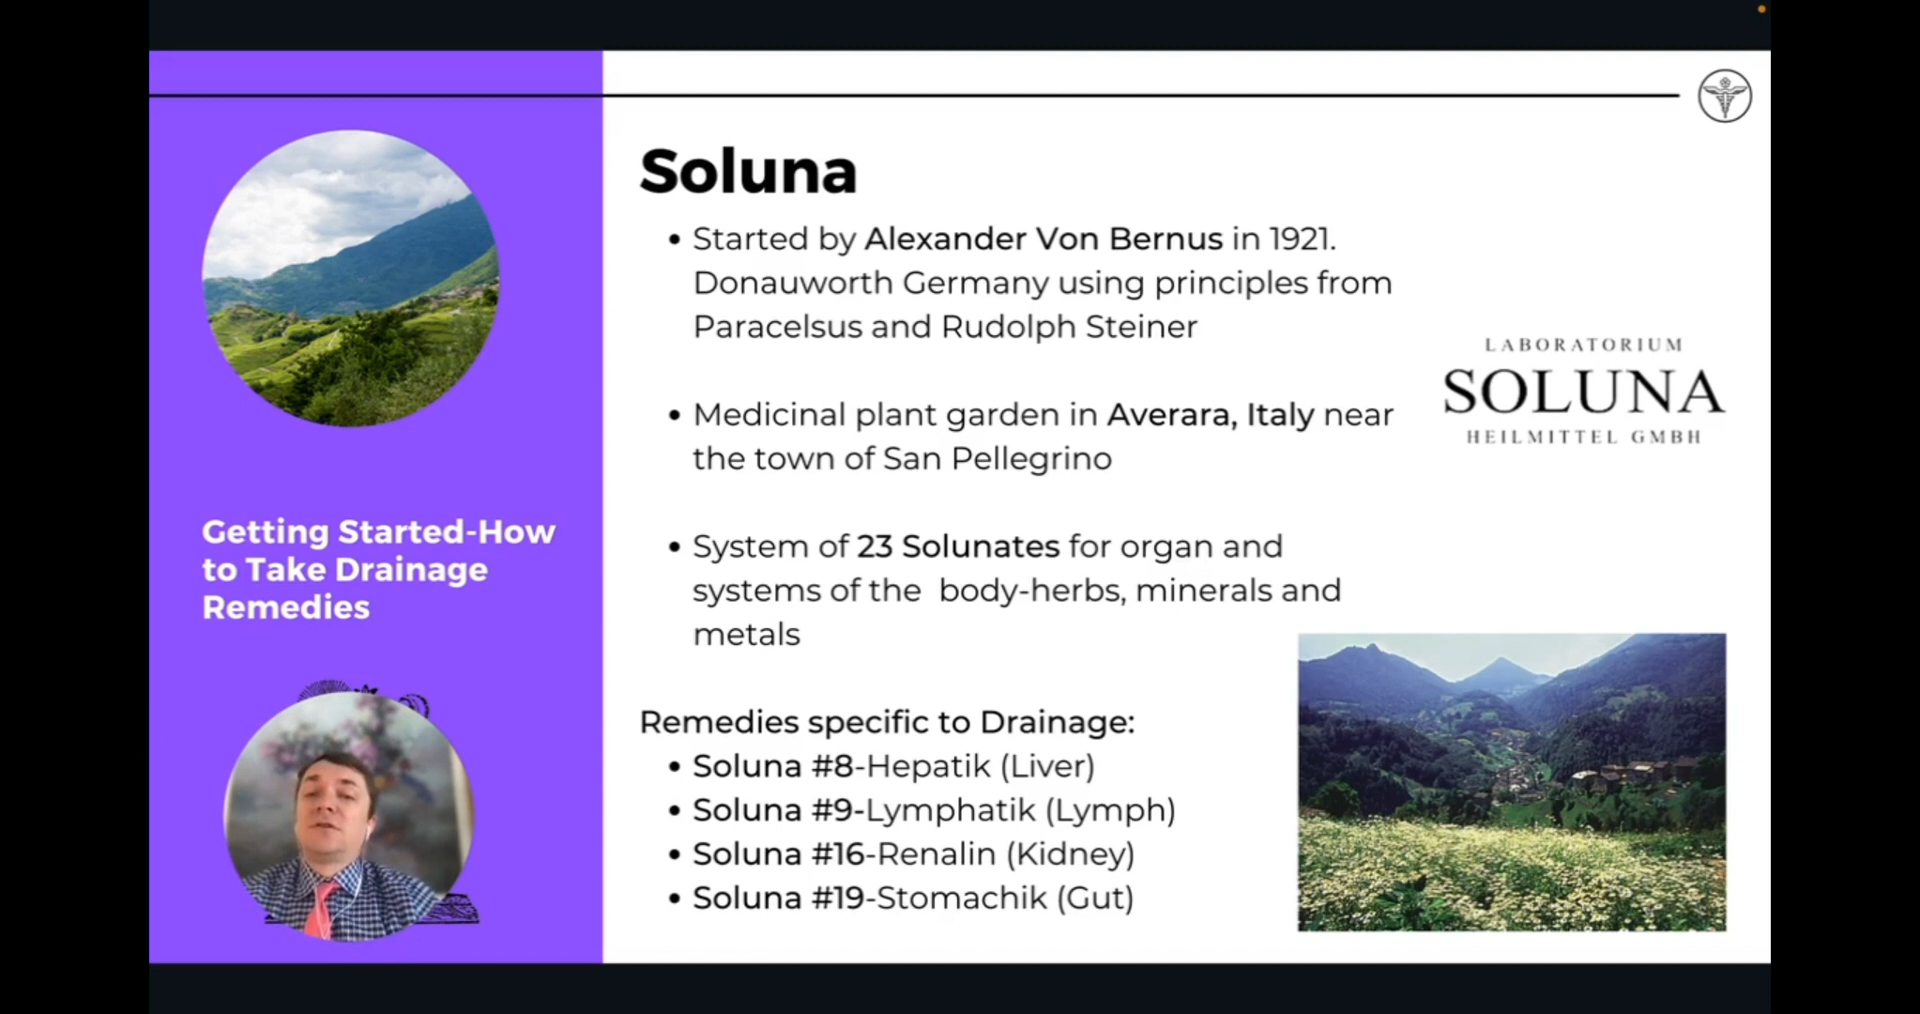 Soluna
• Started by Alexander Von Bernus in 1921.
Donauworth Germany using principles from
Paracelsus and Rudolph Steiner
• Medicinal plant garden in Averara, Italy near
the town of San Pellegrino
• System of 23 Solunates for organ and
systems of the  body-herbs, minerals and
metals
Remedies specific to Drainage:
• Soluna #8-Hepatik (Liver)
• Soluna #9-Lymphatik (Lymph)
• Soluna #16-Renalin (Kidney)
• Soluna #19-Stomachik (Gut)
LABORATORIUM
SOLUNA
HEILMITTEL GMBH
Getting Started-How
to Take Drainage
Remedies